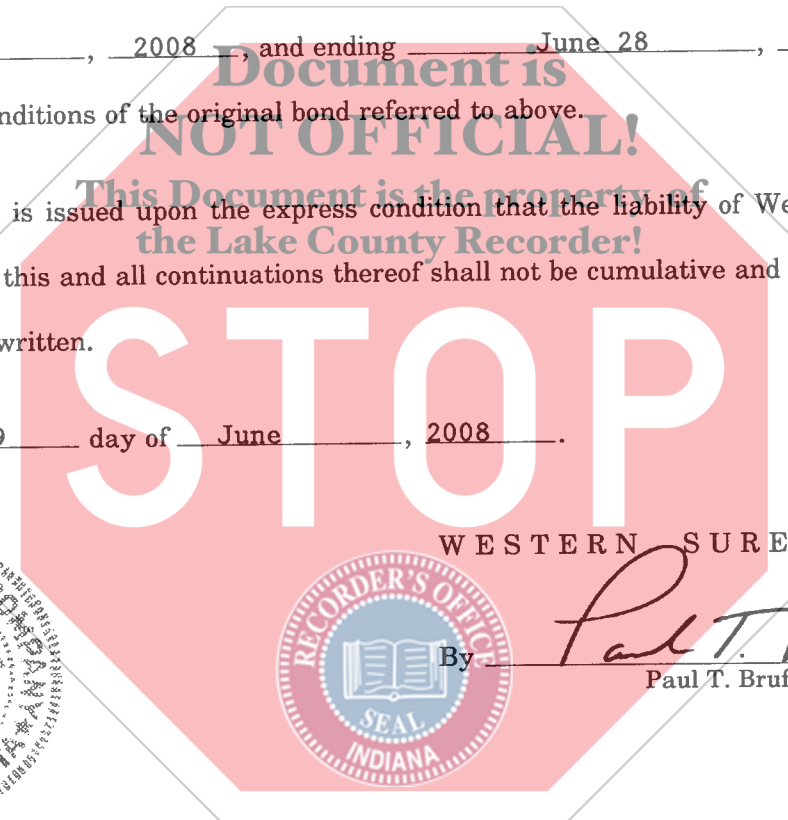 , 2008, and ending June 28,
Document is
nditions of the original bond referred to above.
NOT OFFICIAL!
This Document is the property of
is issued upon the express condition that the liability of We
the Lake County Recorder!
this and all continuations thereof shall not be cumulative and
written.
STOP
9 day of June, 2008.
WESTERN SURE
RECORDER'S OFFICE
SEAL
INDIANA
By Paul T.
Paul T. Bruf
OMPANY